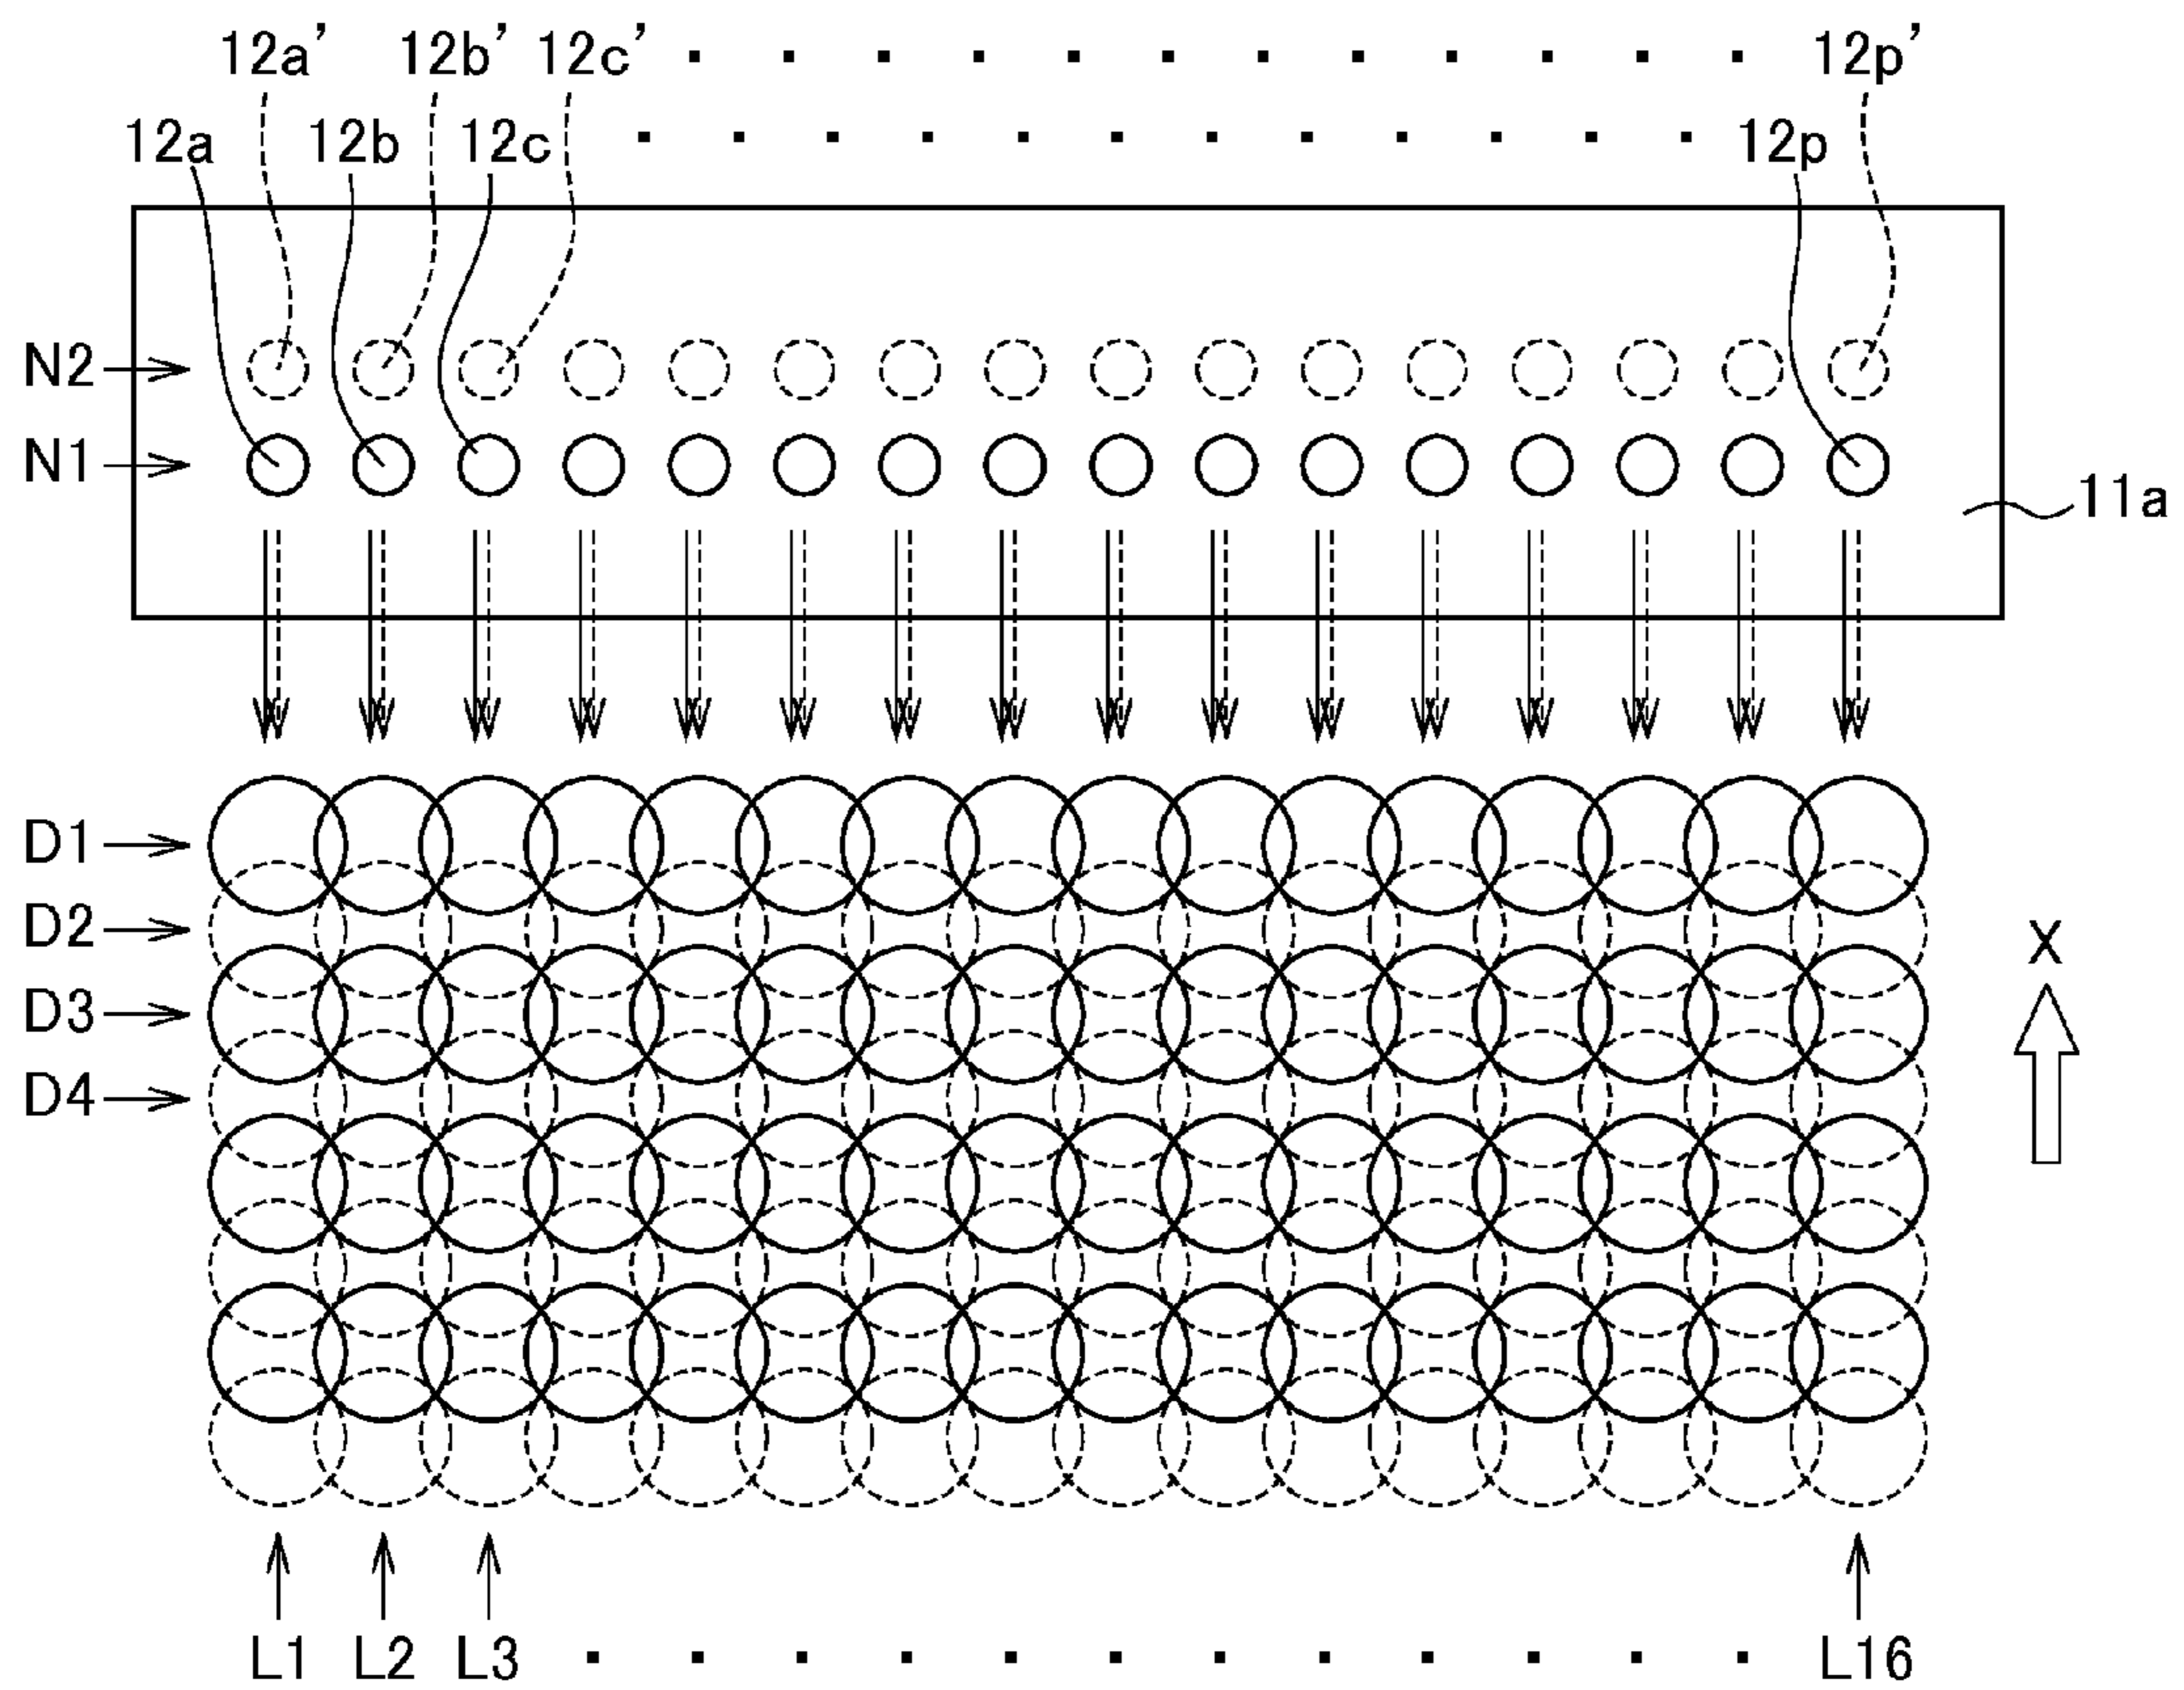 12a' 12b' 12c' · · · · · · · · · · · · 12p'
12a 12b 12c · · · · · · · · · · · · 12p
N2
N1
11a
D1
D2
X
D3
D4
L1 L2 L3 · · · · · · · · · · · · L16